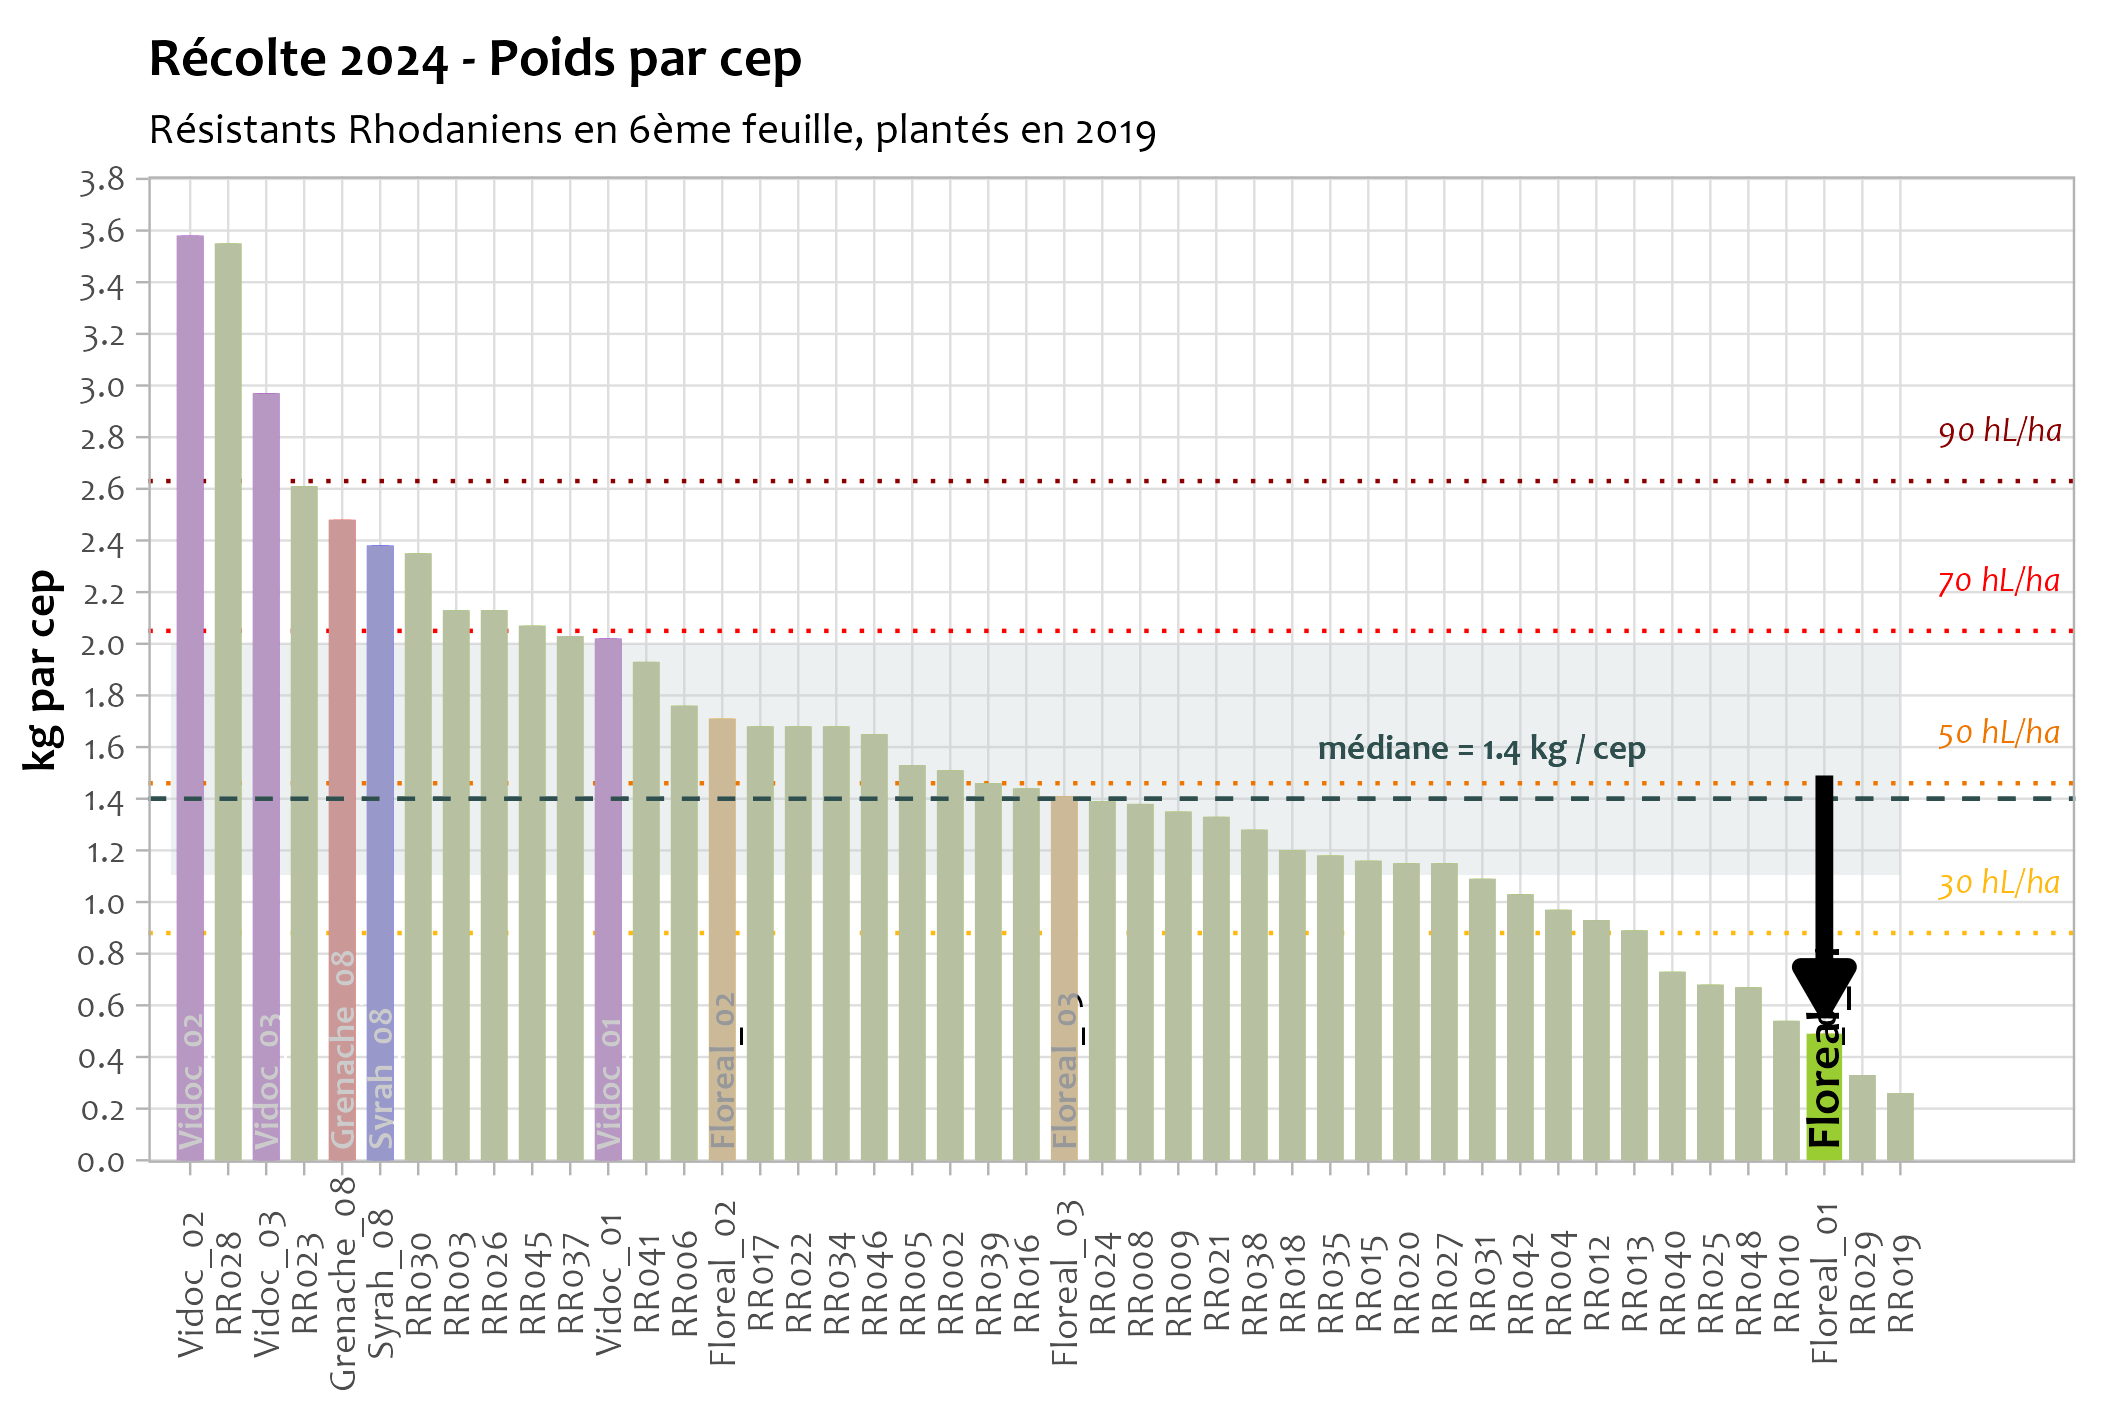 Récolte 2024 - Poids par cep
Résistants Rhodaniens en 6ème feuille, plantés en 2019
kg par cep
3.8
3.6
3.4
3.2
3.0
2.8
2.6
2.4
2.2
2.0
1.8
1.6
1.4
1.2
1.0
0.8
0.6
0.4
0.2
0.0
90 hL/ha
70 hL/ha
50 hL/ha
30 hL/ha
médiane = 1.4 kg / cep
Vidoc_02
Vidoc_03
Grenache_08
Syrah_08
Vidoc_01
Floreal_02
Floreal_03
Floreal
Vidoc_02
RR028
Vidoc_03
RR023
Grenache_08
Syrah_08
RR030
RR003
RR026
RR045
RR037
Vidoc_01
RR041
RR006
Floreal_02
RR017
RR022
RR034
RR046
RR005
RR002
RR039
RR016
Floreal_03
RR024
RR008
RR009
RR021
RR038
RR018
RR035
RR015
RR020
RR027
RR031
RR042
RR004
RR012
RR013
RR040
RR025
RR048
RR010
Floreal_01
RR029
RR019